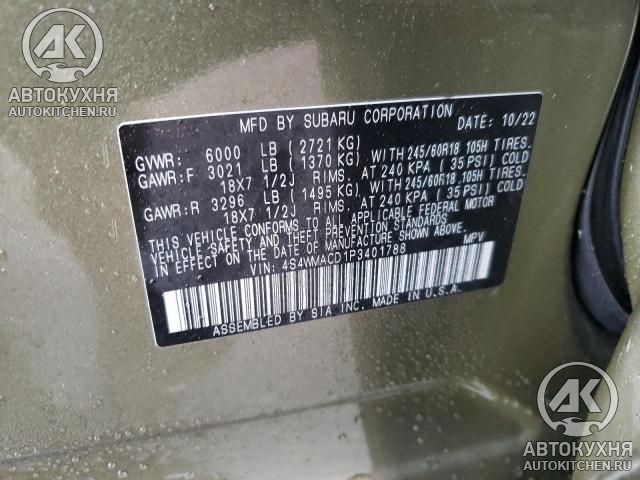 АВТОКУХНЯ
AUTOKITCHEN.RU
MFD BY SUBARU CORPORATION DATE: 10/22
GVWR: 6000 LB (2721 KG)
GAWR:F 3021 LB (1370 KG) WITH 245/60R18 105H TIRES.
18X7 1/2J RIMS. AT 240 KPA (35 PSI) COLD
GAWR:R 3296 LB (1495 KG) WITH 245/60R18 105H TIRES.
18X7 1/2J RIMS. AT 240 KPA (35 PSI) COLD
THIS VEHICLE CONFORMS TO ALL APPLICABLE FEDERAL MOTOR
VEHICLE SAFETY AND THEFT PREVENTION STANDARDS
IN EFFECT ON THE DATE OF MANUFACTURE SHOWN ABOVE.
VIN: 4S4WMACD1P3401788 MPV
ASSEMBLED BY SIA INC. MADE IN U.S.A.
АВТОКУХНЯ
AUTOKITCHEN.RU